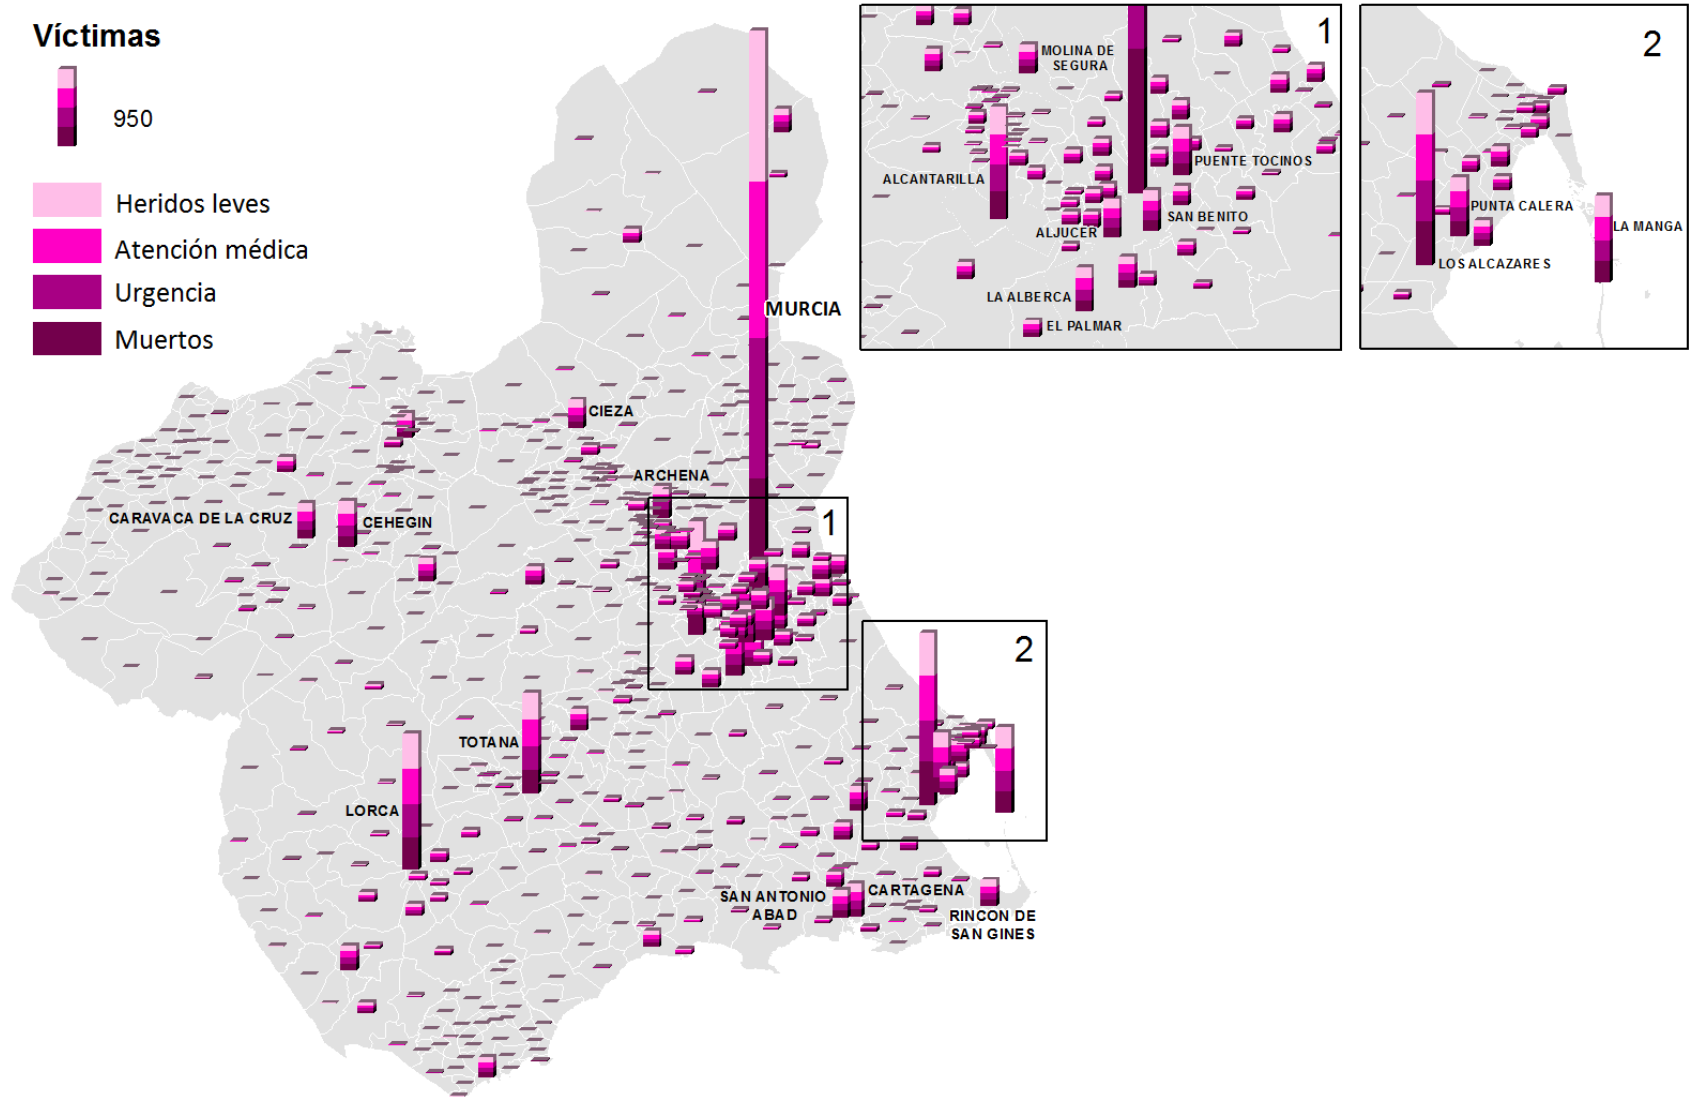 Víctimas
950
Heridos leves
Atención médica
Urgencia
Muertos
1
MOLINA DE
SEGURA
ALCANTARILLA
PUENTE TOCINOS
SAN BENITO
ALJUCER
LA ALBERCA
EL PALMAR
2
PUNTA CALERA
LA MANGA
LOS ALCAZARES
MURCIA
CIEZA
ARCHENA
CARAVACA DE LA CRUZ
CEHEGIN
1
2
TOTANA
LORCA
SAN ANTONIO
ABAD
CARTAGENA
RINCON DE
SAN GINES